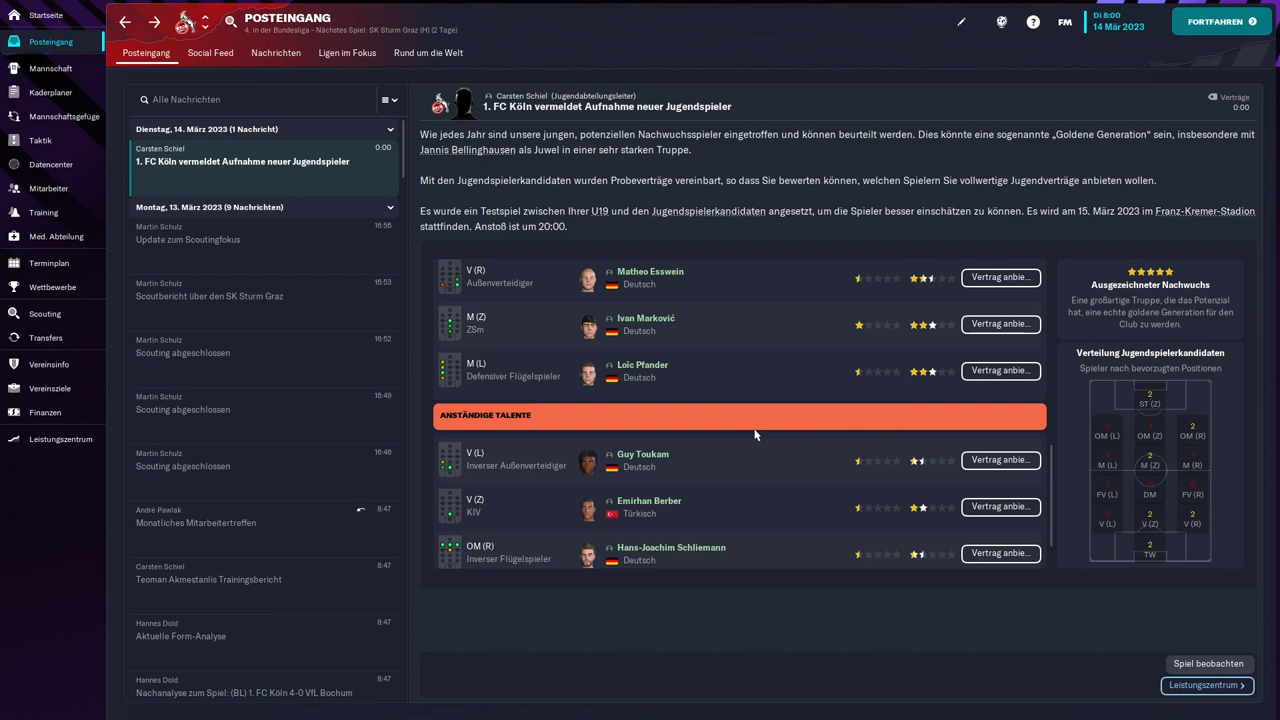 Startseite
Posteingang
Mannschaft
Kaderplaner
Mannschaftsgefüge
Taktik
Datencenter
Mitarbeiter
Training
Med. Abteilung
Terminplan
Wettbewerbe
Scouting
Transfers
Vereinsinfo
Vereinsziele
Finanzen
Leistungszentrum
POSTEINGANG
4. in der Bundesliga - Nächstes Spiel: SK Sturm Graz (H) (2 Tage)
FM
Di 8:00
14 Mär 2023
FORTFAHREN
Posteingang
Social Feed
Nachrichten
Ligen im Fokus
Rund um die Welt
Alle Nachrichten
Dienstag, 14. März 2023 (1 Nachricht)
Carsten Schiel 0:00
1. FC Köln vermeldet Aufnahme neuer Jugendspieler
Montag, 13. März 2023 (9 Nachrichten)
Martin Schulz 16:56
Update zum Scoutingfokus
Martin Schulz 16:53
Scoutbericht über den SK Sturm Graz
Martin Schulz 16:52
Scouting abgeschlossen
Martin Schulz 16:49
Scouting abgeschlossen
Martin Schulz 16:46
Scouting abgeschlossen
André Pawlak 8:47
Monatliches Mitarbeitertreffen
Carsten Schiel 8:47
Teoman Akmestanlis Trainingsbericht
Hannes Dold 8:47
Aktuelle Form-Analyse
Hannes Dold 8:47
Nachanalyse zum Spiel: (BL) 1. FC Köln 4-0 VfL Bochum
Carsten Schiel (Jugendabteilungsleiter)
1. FC Köln vermeldet Aufnahme neuer Jugendspieler
Verträge
0:00
Wie jedes Jahr sind unsere jungen, potenziellen Nachwuchsspieler eingetroffen und können beurteilt werden. Dies könnte eine sogenannte „Goldene Generation“ sein, insbesondere mit
Jannis Bellinghausen als Juwel in einer sehr starken Truppe.
Mit den Jugendspielerkandidaten wurden Probeverträge vereinbart, so dass Sie bewerten können, welchen Spielern Sie vollwertige Jugendverträge anbieten wollen.
Es wurde ein Testspiel zwischen Ihrer U19 und den Jugendspielerkandidaten angesetzt, um die Spieler besser einschätzen zu können. Es wird am 15. März 2023 im Franz-Kremer-Stadion
stattfinden. Anstoß ist um 20:00.
V (R)
Außenverteidiger
Matheo Esswein
Deutsch
Vertrag anbie...
M (Z)
ZSm
Ivan Marković
Deutsch
Vertrag anbie...
M (L)
Defensiver Flügelspieler
Loïc Pfander
Deutsch
Vertrag anbie...
ANSTÄNDIGE TALENTE
V (L)
Inverser Außenverteidiger
Guy Toukam
Deutsch
Vertrag anbie...
V (Z)
KIV
Emirhan Berber
Türkisch
Vertrag anbie...
OM (R)
Inverser Flügelspieler
Hans-Joachim Schliemann
Deutsch
Vertrag anbie...
Ausgezeichneter Nachwuchs
Eine großartige Truppe, die das Potenzial
hat, eine echte goldene Generation für den
Club zu werden.
Verteilung Jugendspielerkandidaten
Spieler nach bevorzugten Positionen
2
ST (Z)
0 1 2
OM (L) OM (Z) OM (R)
1 2 1
M (L) M (Z) M (R)
1 0 0
FV (L) DM FV (R)
0 2 2
V (L) V (Z) V (R)
2
TW
Spiel beobachten
Leistungszentrum